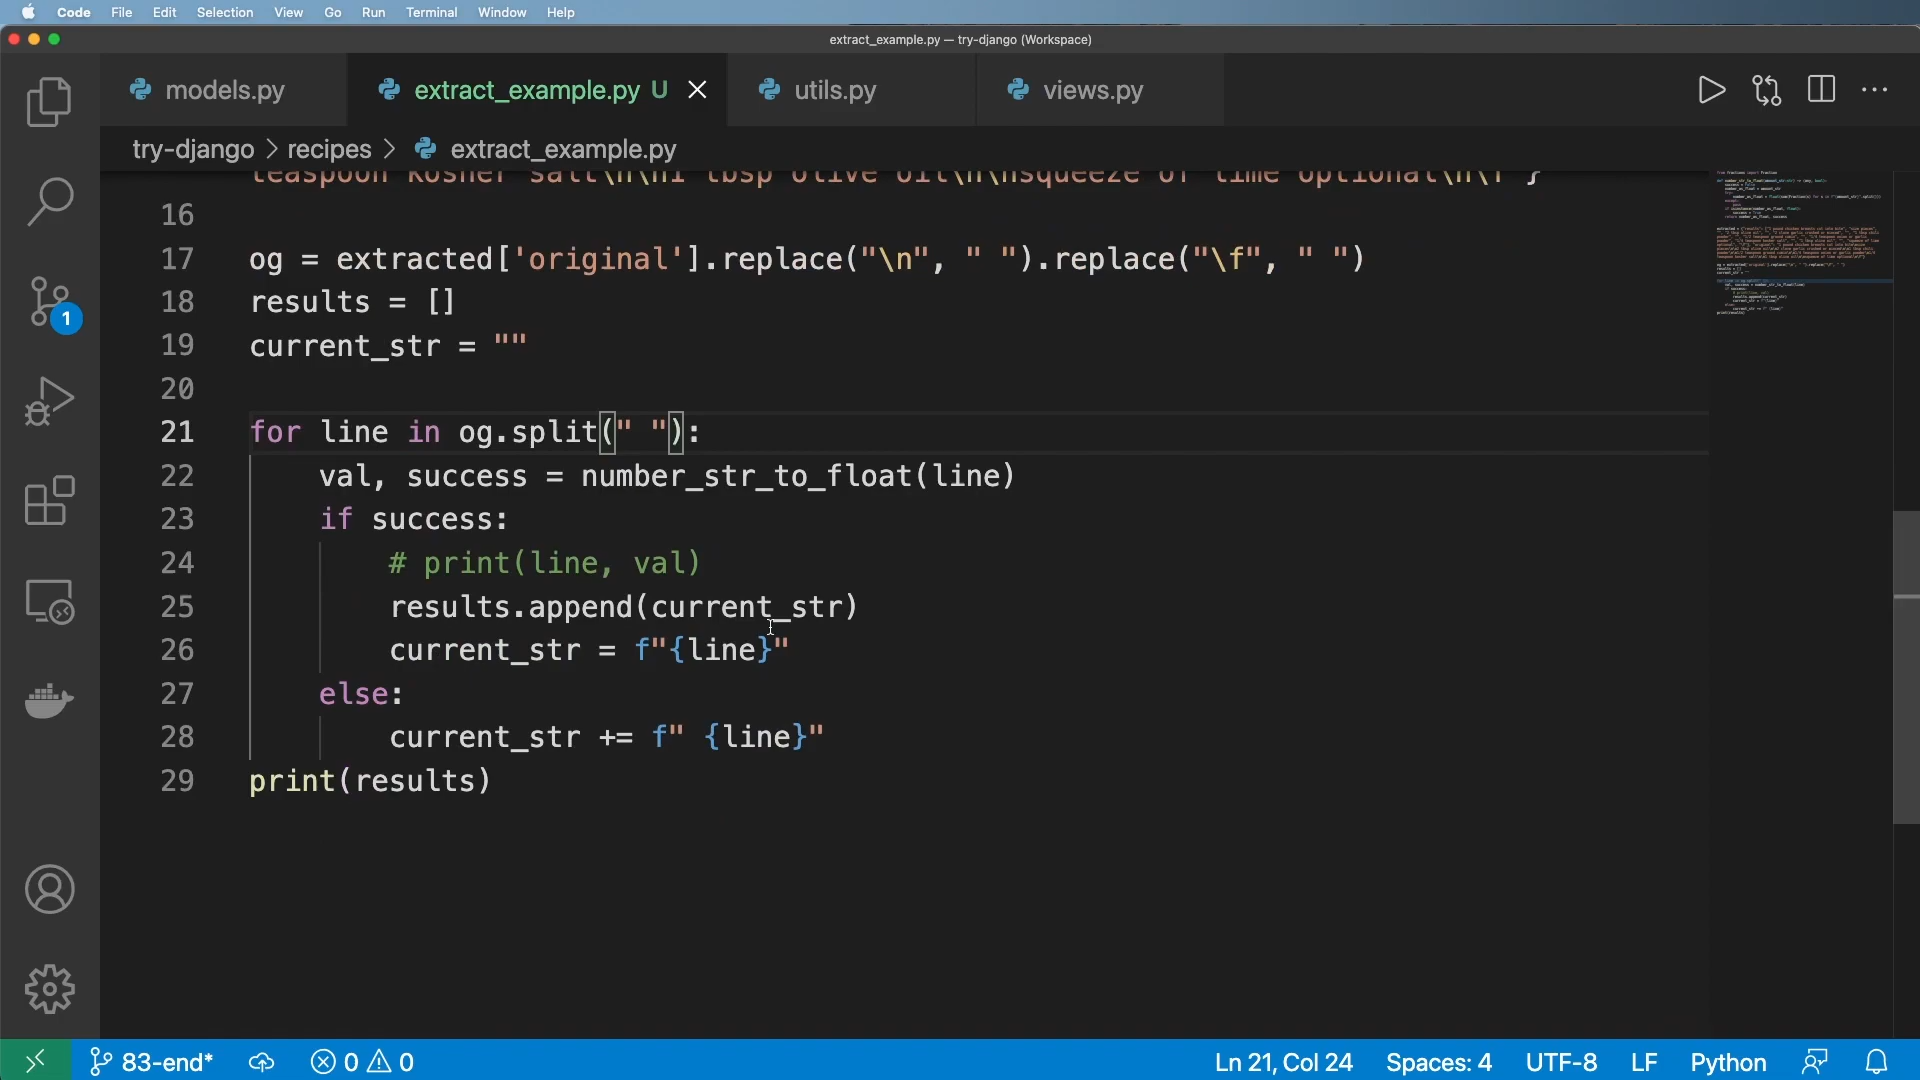 Code File Edit Selection View Go Run Terminal Window Help
extract_example.py — try-django (Workspace)
models.py extract_example.py U utils.py views.py
try-django > recipes > extract_example.py
teaspoon kosher salt\n\n1 tbsp olive oil\n\nsqueeze of lime optional\n\f"}
16
17 og = extracted['original'].replace("\n", " ").replace("\f", " ")
18 results = []
19 current_str = ""
20
21 for line in og.split(" "):
22 val, success = number_str_to_float(line)
23 if success:
24 # print(line, val)
25 results.append(current_str)
26 current_str = f"{line}"
27 else:
28 current_str += f" {line}"
29 print(results)
1
83-end* 0 0 Ln 21, Col 24 Spaces: 4 UTF-8 LF Python